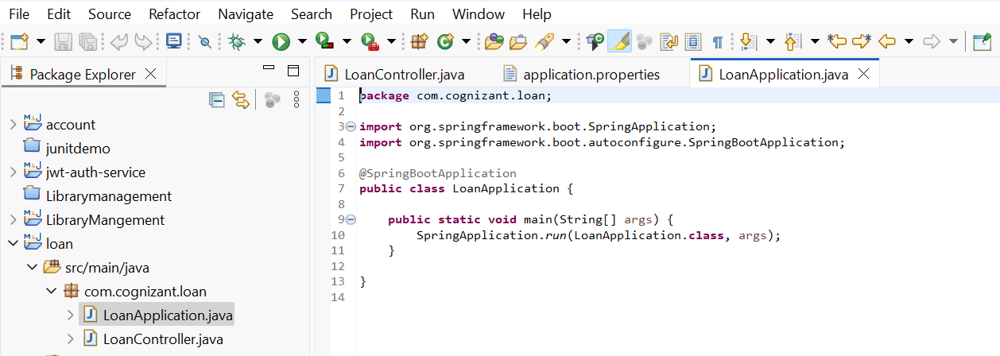 File Edit Source Refactor Navigate Search Project Run Window Help
Package Explorer
account
junitdemo
jwt-auth-service
Librarymanagement
LibraryMangement
loan
src/main/java
com.cognizant.loan
LoanApplication.java
LoanController.java
LoanController.java application.properties LoanApplication.java
1 package com.cognizant.loan;
2
3 import org.springframework.boot.SpringApplication;
4 import org.springframework.boot.autoconfigure.SpringBootApplication;
5
6 @SpringBootApplication
7 public class LoanApplication {
8
9 public static void main(String[] args) {
10 SpringApplication.run(LoanApplication.class, args);
11 }
12
13 }
14